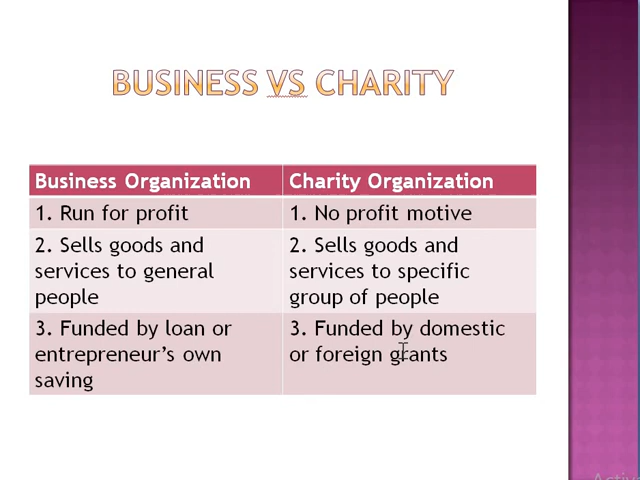 BUSINESS VS CHARITY
Business Organization
Charity Organization
1. Run for profit
1. No profit motive
2. Sells goods and
services to general
people
2. Sells goods and
services to specific
group of people
3. Funded by loan or
entrepreneur's own
saving
3. Funded by domestic
or foreign grants